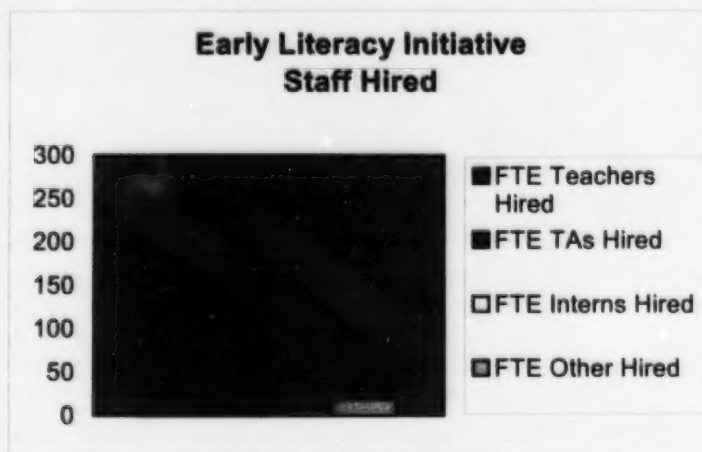 Early Literacy Initiative
Staff Hired
300
250
200
150
100
50
0
FTE Teachers
Hired
FTE TAs Hired
FTE Interns Hired
FTE Other Hired